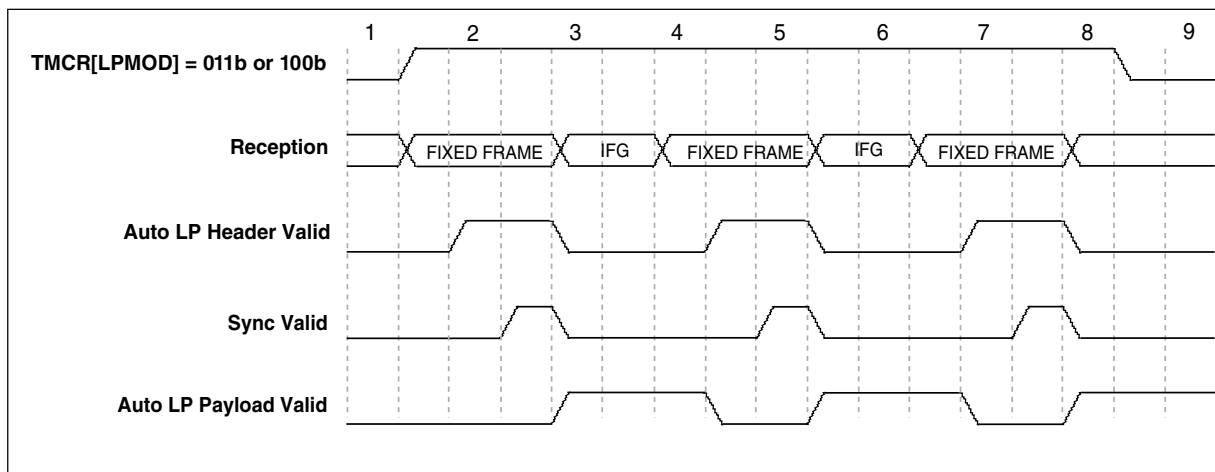 1 2 3 4 5 6 7 8 9
TMCR[LPMOD] = 011b or 100b
Reception FIXED FRAME IFG FIXED FRAME IFG FIXED FRAME
Auto LP Header Valid
Sync Valid
Auto LP Payload Valid